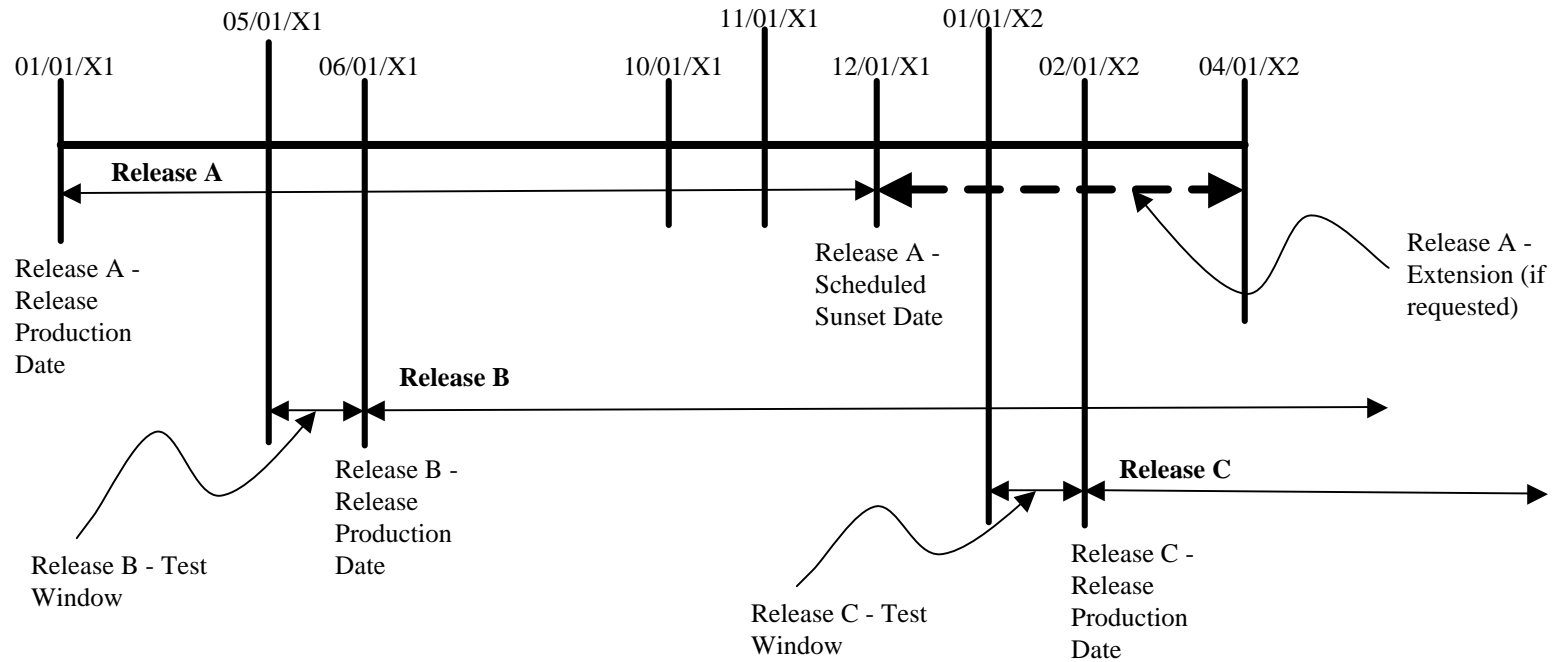 05/01/X1
11/01/X1
01/01/X2
01/01/X1
06/01/X1
10/01/X1
12/01/X1
02/01/X2
04/01/X2
Release A
Release A -
Release
Production
Date
Release A -
Scheduled
Sunset Date
Release A -
Extension (if
requested)
Release B
Release B - Test
Window
Release B -
Release
Production
Date
Release C
Release C - Test
Window
Release C -
Release
Production
Date